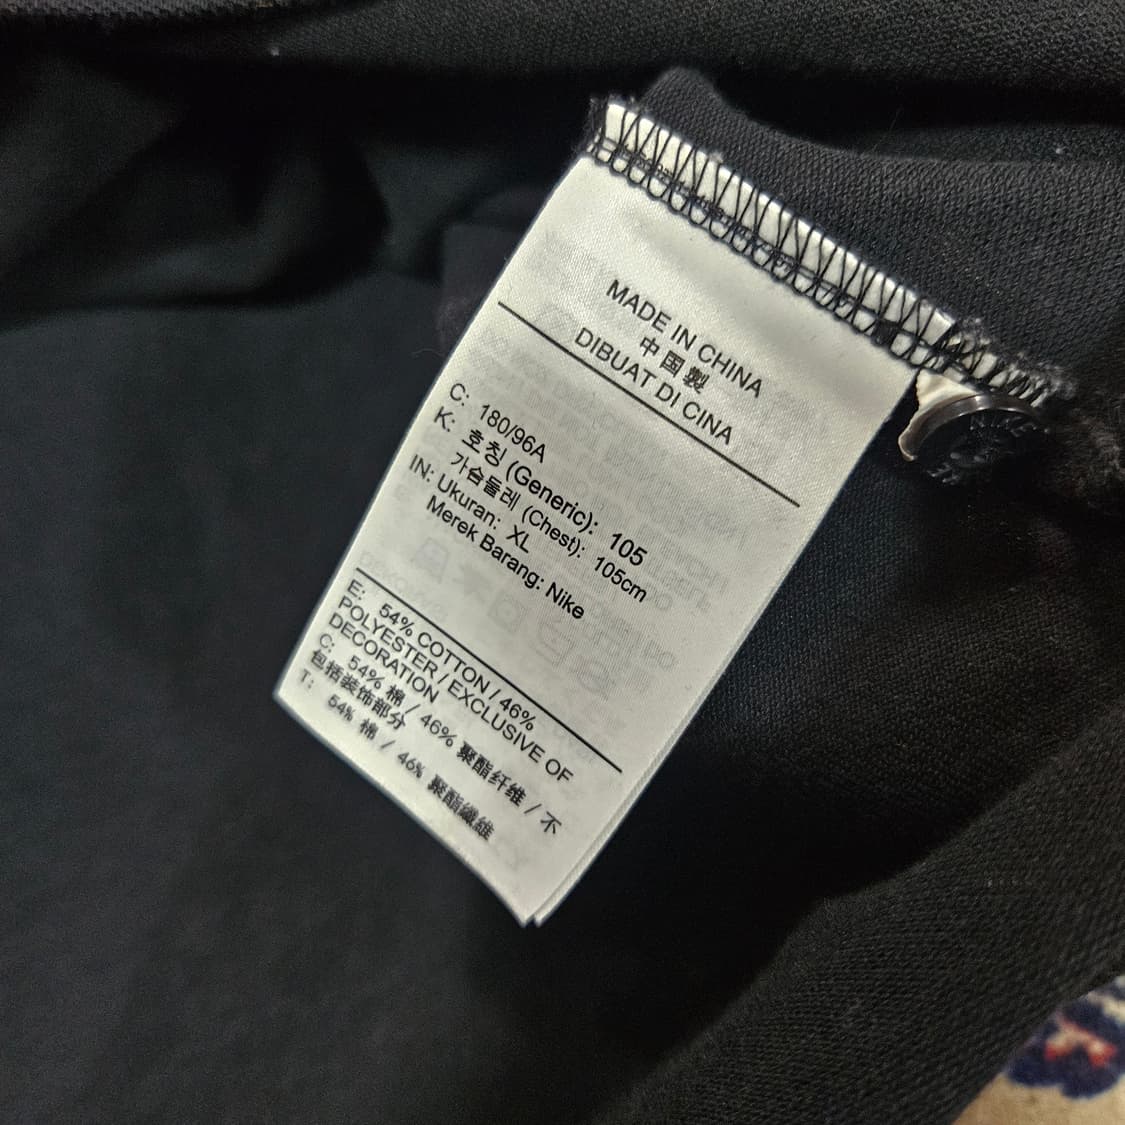 MADE IN CHINA
中国製
DIBUAT DI CINA
C: 180/96A
K: 호칭 (Generic): 105
가슴둘레 (Chest): 105cm
IN: Ukuran: XL
Merek Barang: Nike
E: 54% COTTON / 46%
POLYESTER / EXCLUSIVE OF
DECORATION
C: 54% 棉 / 46% 聚酯纤维 / 不
包括装饰部分
T: 54% 棉 / 46% 聚酯纖維
NIKE